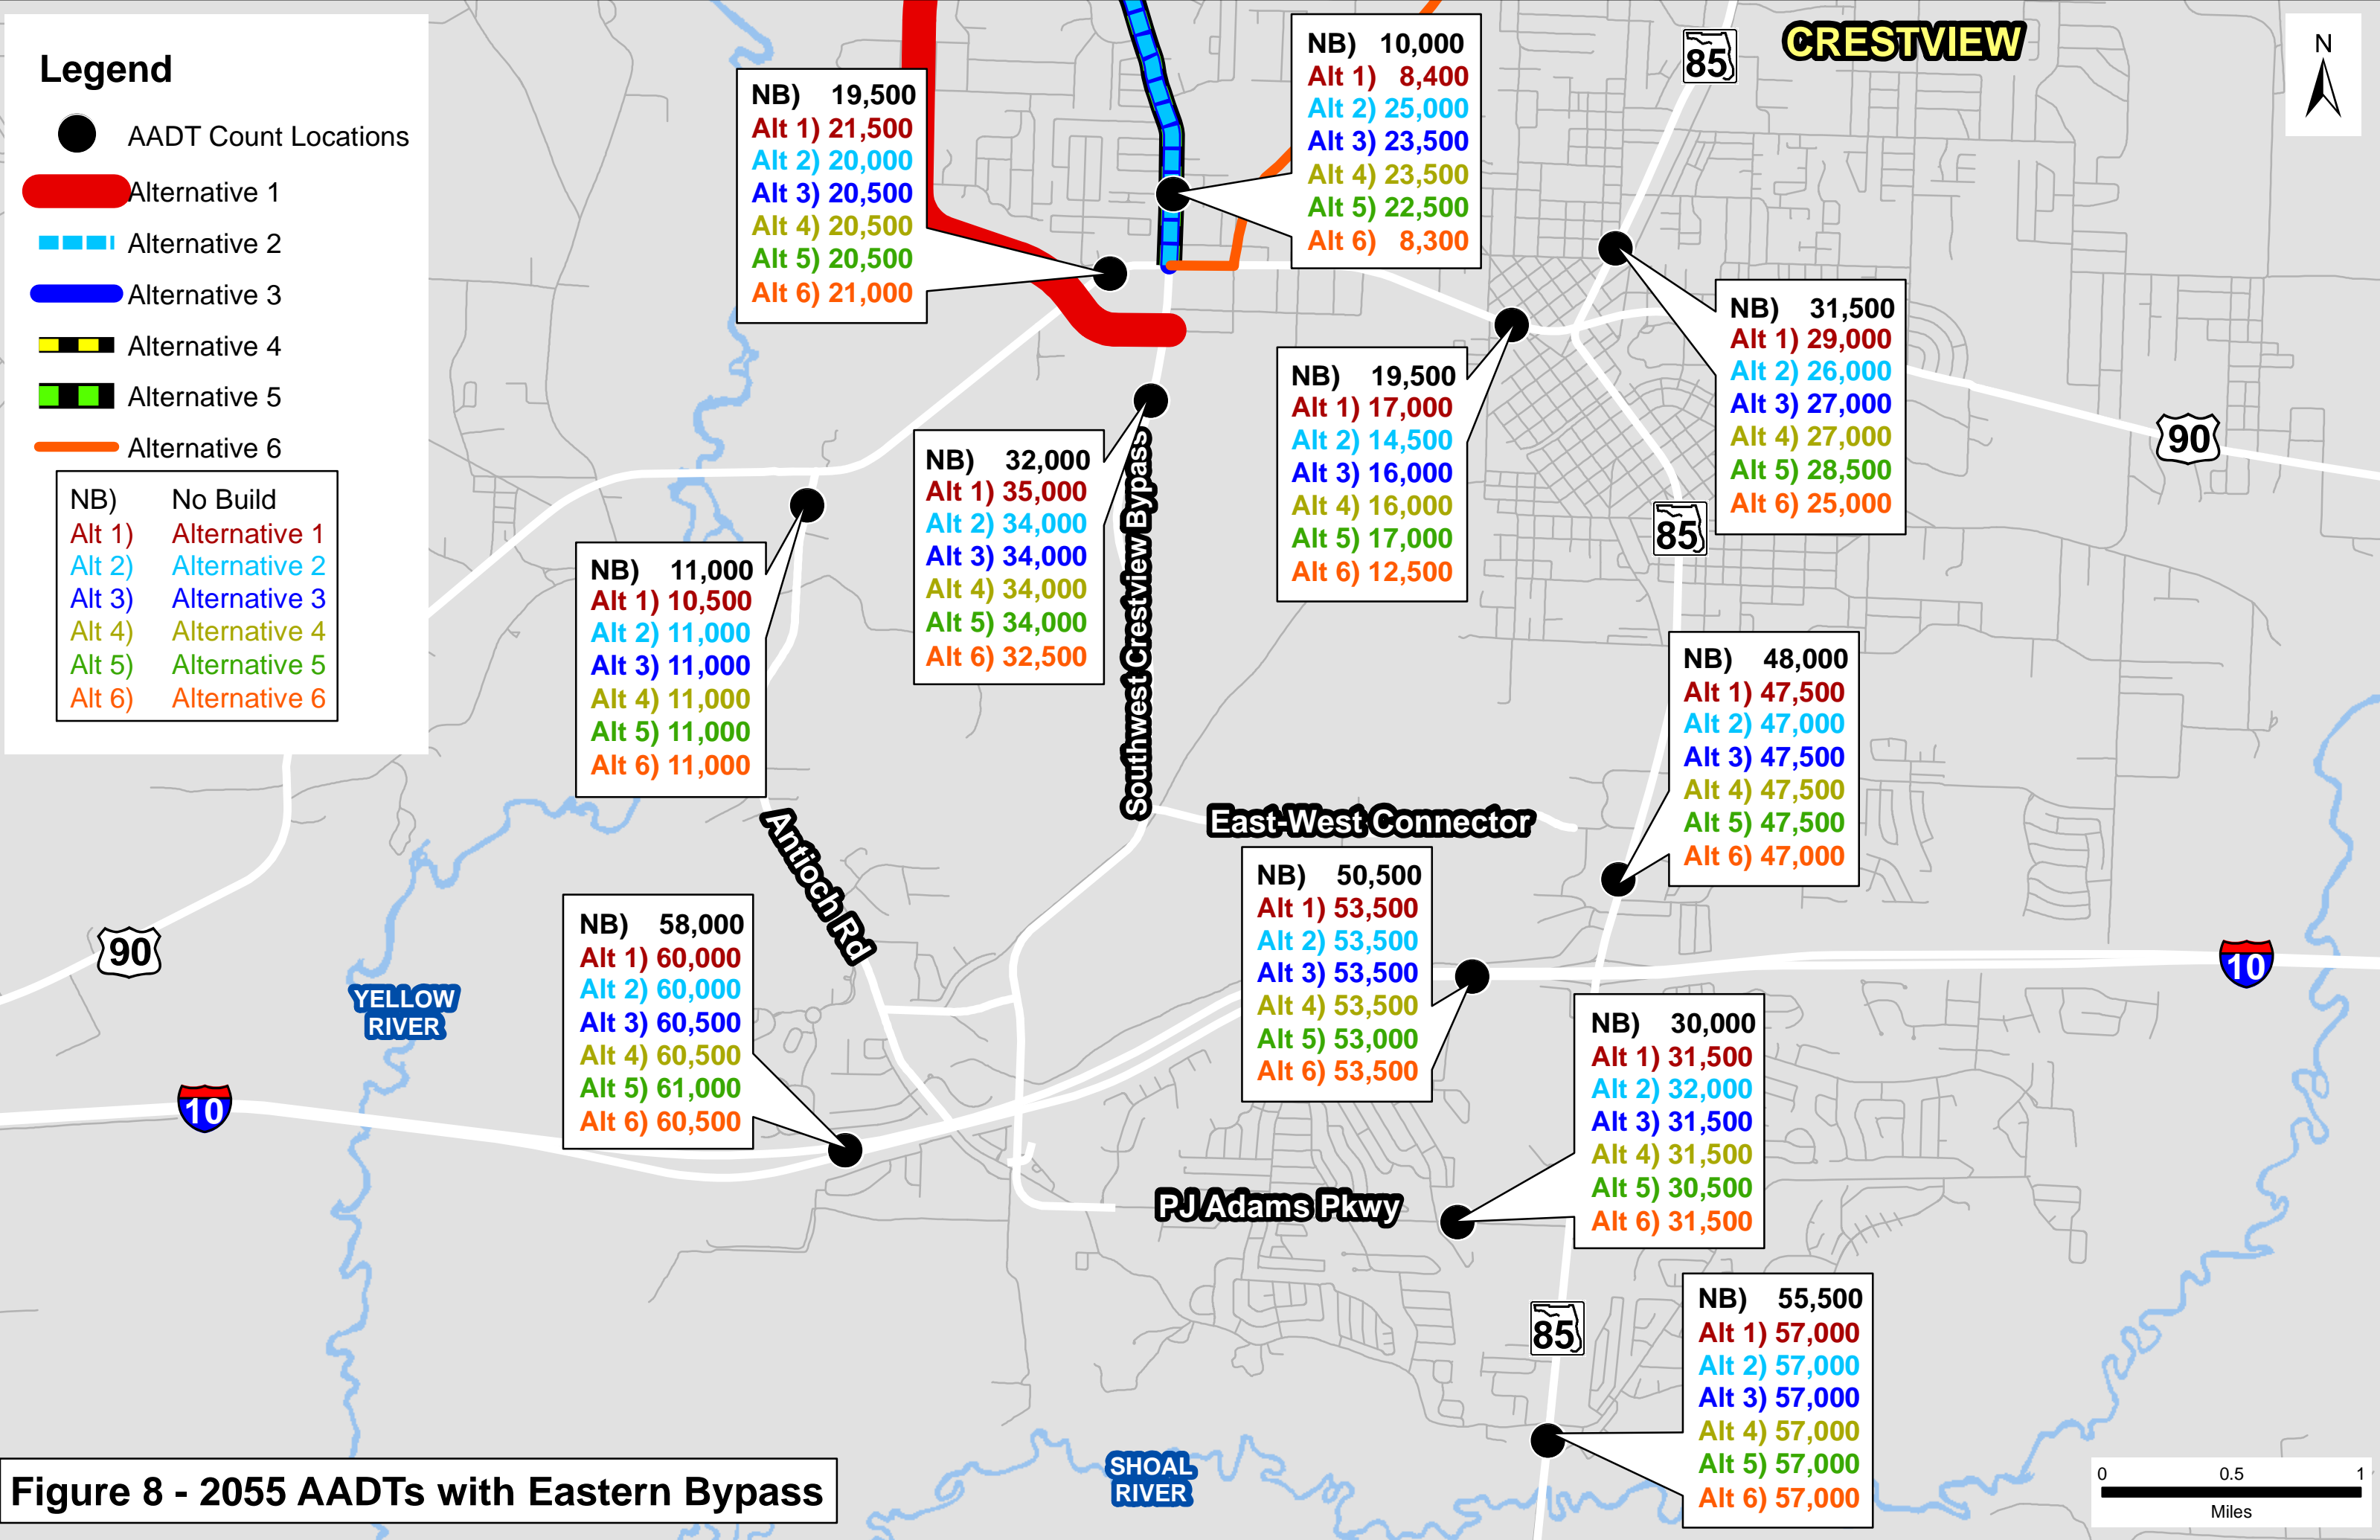 Legend
AADT Count Locations
Alternative 1
Alternative 2
Alternative 3
Alternative 4
Alternative 5
Alternative 6
NB) No Build
Alt 1) Alternative 1
Alt 2) Alternative 2
Alt 3) Alternative 3
Alt 4) Alternative 4
Alt 5) Alternative 5
Alt 6) Alternative 6
NB) 19,500
Alt 1) 21,500
Alt 2) 20,000
Alt 3) 20,500
Alt 4) 20,500
Alt 5) 20,500
Alt 6) 21,000
NB) 10,000
Alt 1) 8,400
Alt 2) 25,000
Alt 3) 23,500
Alt 4) 23,500
Alt 5) 22,500
Alt 6) 8,300
85
CRESTVIEW
N
NB) 31,500
Alt 1) 29,000
Alt 2) 26,000
Alt 3) 27,000
Alt 4) 27,000
Alt 5) 28,500
Alt 6) 25,000
NB) 19,500
Alt 1) 17,000
Alt 2) 14,500
Alt 3) 16,000
Alt 4) 16,000
Alt 5) 17,000
Alt 6) 12,500
90
85
NB) 32,000
Alt 1) 35,000
Alt 2) 34,000
Alt 3) 34,000
Alt 4) 34,000
Alt 5) 34,000
Alt 6) 32,500
Southwest Crestview Bypass
NB) 11,000
Alt 1) 10,500
Alt 2) 11,000
Alt 3) 11,000
Alt 4) 11,000
Alt 5) 11,000
Alt 6) 11,000
NB) 48,000
Alt 1) 47,500
Alt 2) 47,000
Alt 3) 47,500
Alt 4) 47,500
Alt 5) 47,500
Alt 6) 47,000
East-West Connector
Antioch Rd
NB) 50,500
Alt 1) 53,500
Alt 2) 53,500
Alt 3) 53,500
Alt 4) 53,500
Alt 5) 53,000
Alt 6) 53,500
NB) 58,000
Alt 1) 60,000
Alt 2) 60,000
Alt 3) 60,500
Alt 4) 60,500
Alt 5) 61,000
Alt 6) 60,500
90
10
YELLOW
RIVER
10
NB) 30,000
Alt 1) 31,500
Alt 2) 32,000
Alt 3) 31,500
Alt 4) 31,500
Alt 5) 30,500
Alt 6) 31,500
PJ Adams Pkwy
85
NB) 55,500
Alt 1) 57,000
Alt 2) 57,000
Alt 3) 57,000
Alt 4) 57,000
Alt 5) 57,000
Alt 6) 57,000
SHOAL
RIVER
Figure 8 - 2055 AADTs with Eastern Bypass
0 0.5 1
Miles